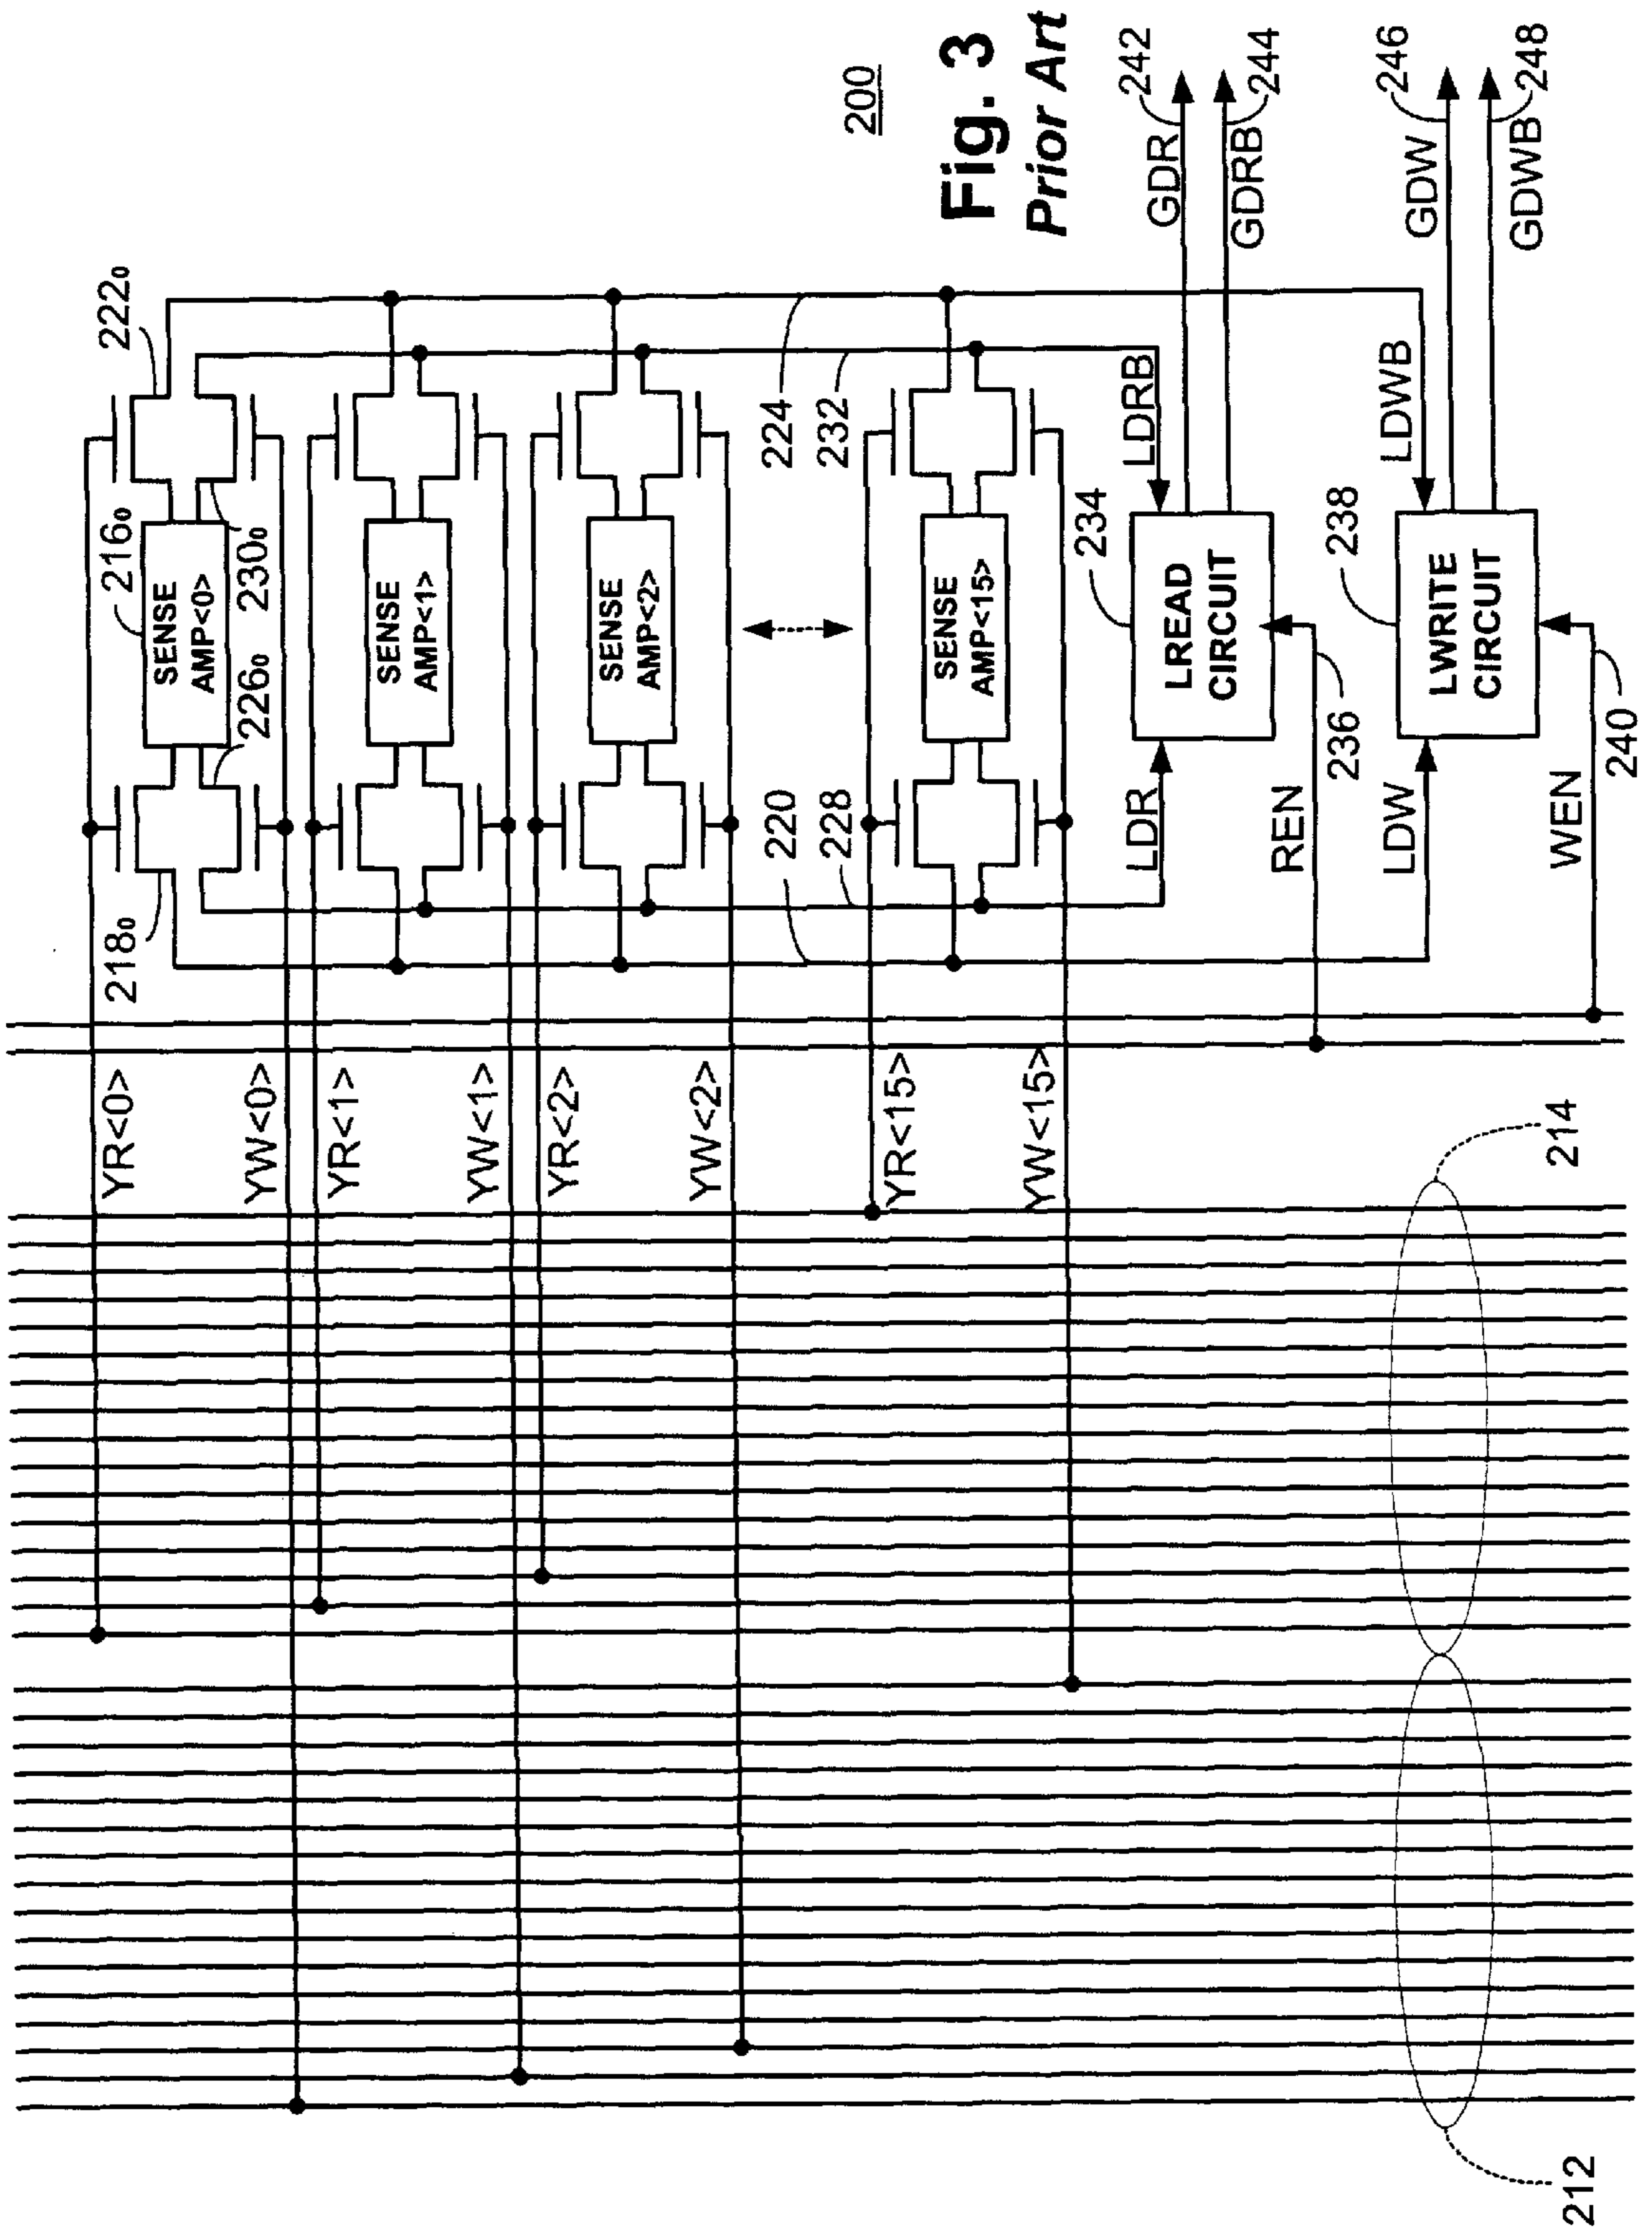 200
Fig. 3
Prior Art
222₀
216₀
SENSE
AMP<0>
230₀
226₀
218₀
YR<0>
YW<0>
SENSE
AMP<1>
YR<1>
YW<1>
SENSE
AMP<2>
YR<2>
YW<2>
224
232
220
228
SENSE
AMP<15>
YR<15>
YW<15>
LDRB
234
LREAD
CIRCUIT
LDR
236
REN
GDR
242
GDRB
244
LDWB
238
LWRITE
CIRCUIT
LDW
240
WEN
GDW
246
GDWB
248
214
212